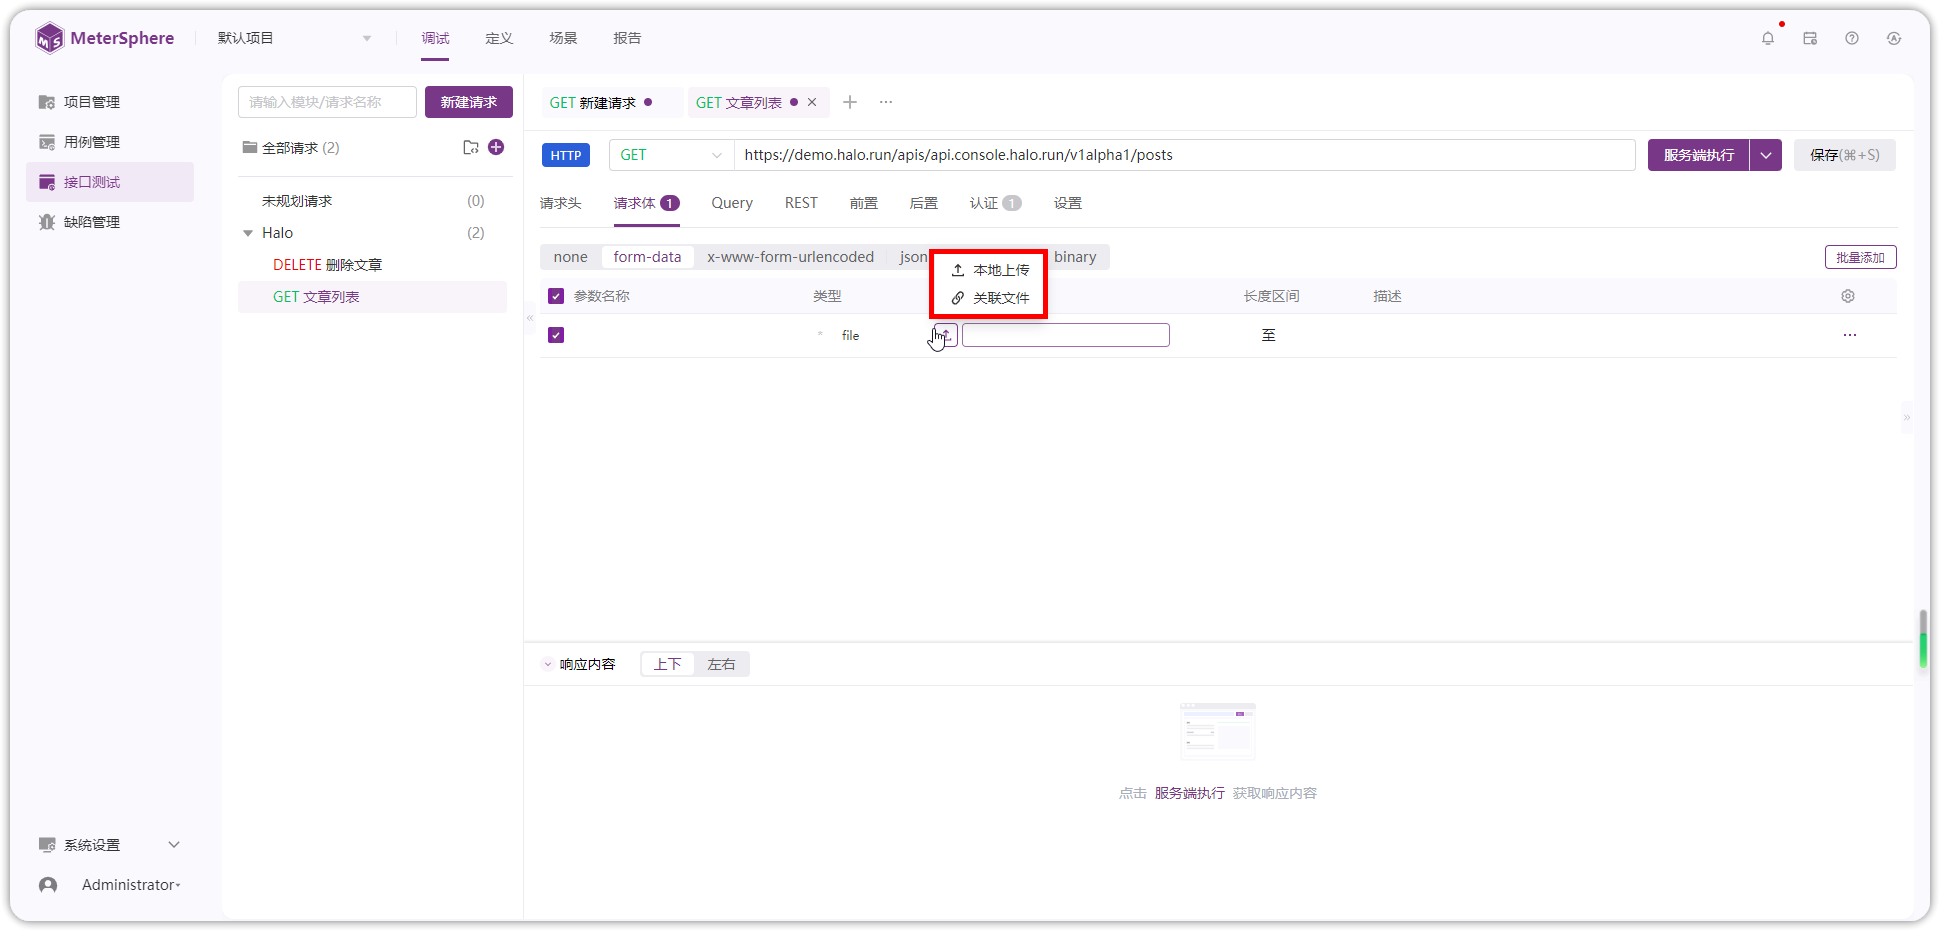 MeterSphere
默认项目
调试
定义
场景
报告
项目管理
用例管理
接口测试
缺陷管理
系统设置
Administrator
请输入模块/请求名称
新建请求
全部请求 (2)
未规划请求 (0)
Halo (2)
DELETE 删除文章
GET 文章列表
GET 新建请求
GET 文章列表
HTTP
GET
https://demo.halo.run/apis/api.console.halo.run/v1alpha1/posts
服务端执行
保存(⌘+S)
请求头 请求体 1 Query REST 前置 后置 认证 1 设置
none form-data x-www-form-urlencoded json binary
批量添加
本地上传
关联文件
参数名称 类型 长度区间 描述
* file 至
响应内容 上下 左右
点击 服务端执行 获取响应内容